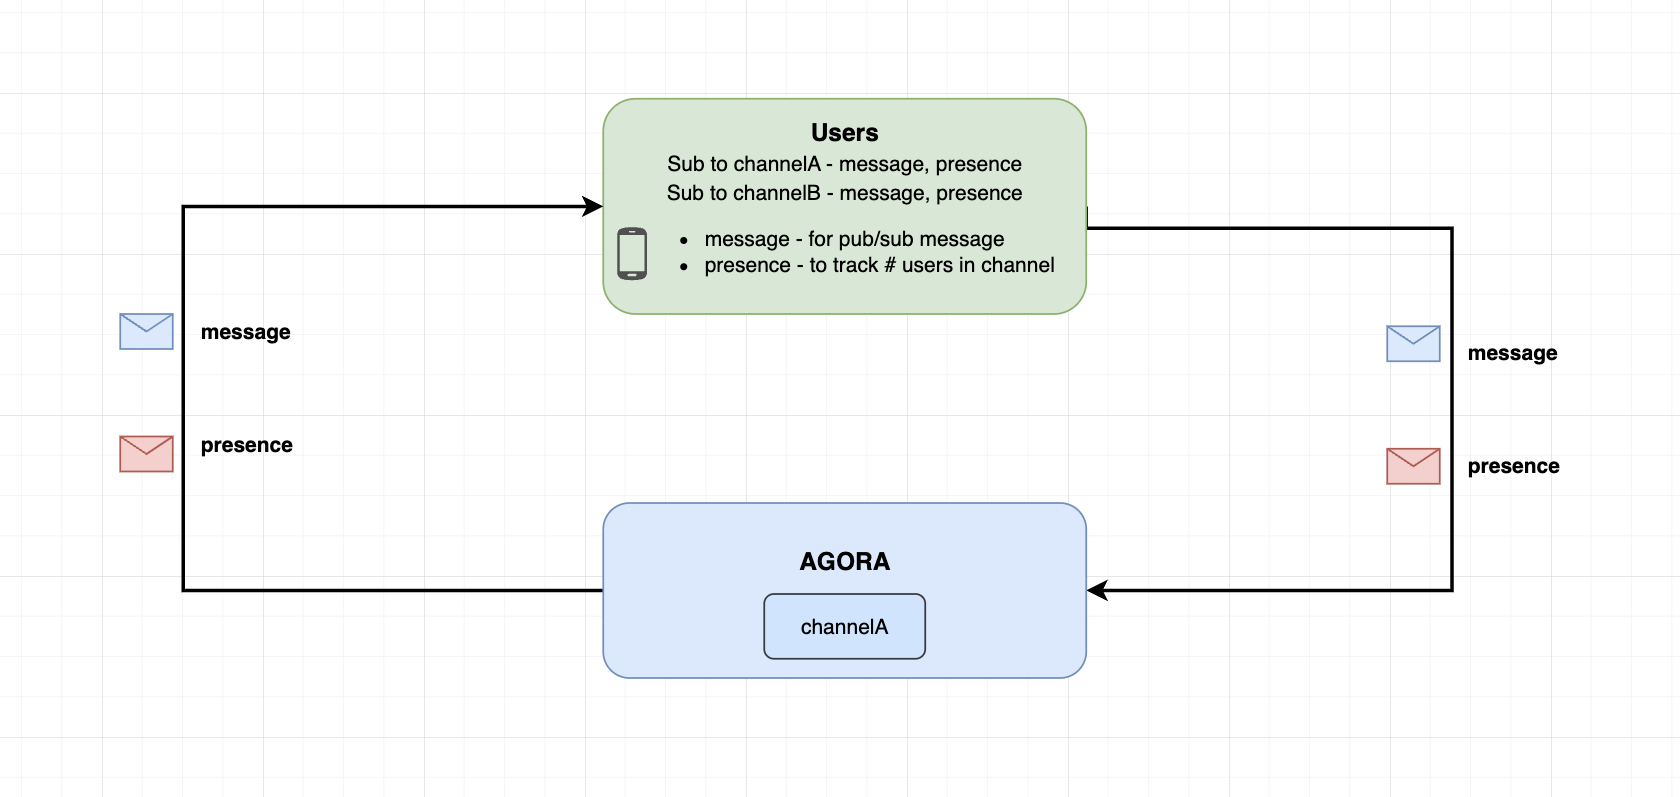 Users
Sub to channelA - message, presence
Sub to channelB - message, presence
• message - for pub/sub message
• presence - to track # users in channel
message
message
presence
presence
AGORA
channelA